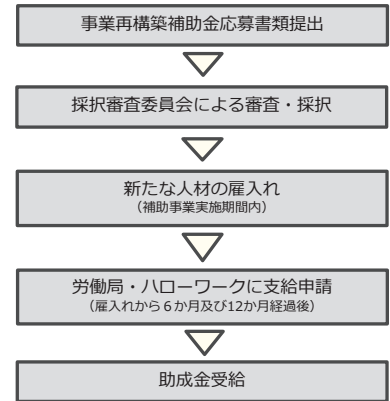 事業再構築補助金応募書類提出
採択審査委員会による審査・採択
新たな人材の雇入れ
（補助事業実施期間内）
労働局・ハローワークに支給申請
（雇入れから６か月及び12か月経過後）
助成金受給